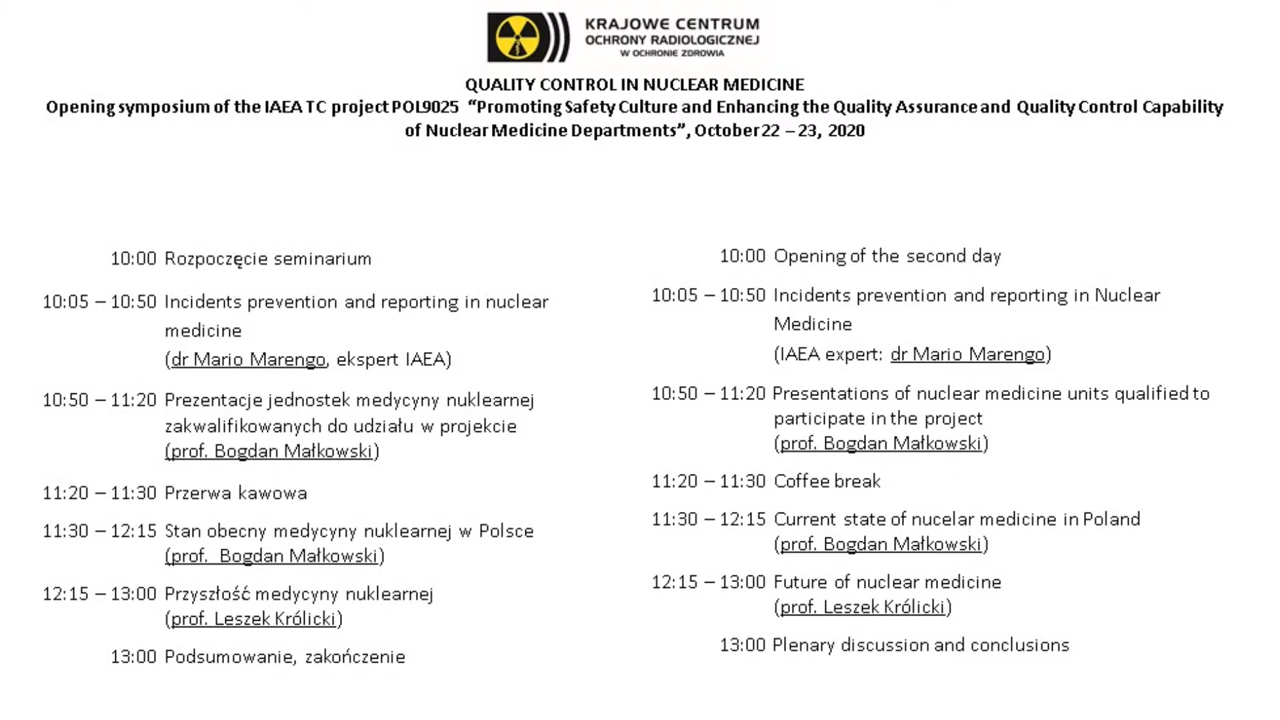 KRAJOWE CENTRUM
OCHRONY RADIOLOGICZNEJ
W OCHRONIE ZDROWIA
QUALITY CONTROL IN NUCLEAR MEDICINE
Opening symposium of the IAEA TC project POL9025 “Promoting Safety Culture and Enhancing the Quality Assurance and Quality Control Capability
of Nuclear Medicine Departments”, October 22 – 23, 2020
10:00 Rozpoczęcie seminarium
10:05 – 10:50 Incidents prevention and reporting in nuclear
medicine
(dr Mario Marengo, ekspert IAEA)
10:50 – 11:20 Prezentacje jednostek medycyny nuklearnej
zakwalifikowanych do udziału w projekcie
(prof. Bogdan Małkowski)
11:20 – 11:30 Przerwa kawowa
11:30 – 12:15 Stan obecny medycyny nuklearnej w Polsce
(prof. Bogdan Małkowski)
12:15 – 13:00 Przyszłość medycyny nuklearnej
(prof. Leszek Królicki)
13:00 Podsumowanie, zakończenie
10:00 Opening of the second day
10:05 – 10:50 Incidents prevention and reporting in Nuclear
Medicine
(IAEA expert: dr Mario Marengo)
10:50 – 11:20 Presentations of nuclear medicine units qualified to
participate in the project
(prof. Bogdan Małkowski)
11:20 – 11:30 Coffee break
11:30 – 12:15 Current state of nucelar medicine in Poland
(prof. Bogdan Małkowski)
12:15 – 13:00 Future of nuclear medicine
(prof. Leszek Królicki)
13:00 Plenary discussion and conclusions